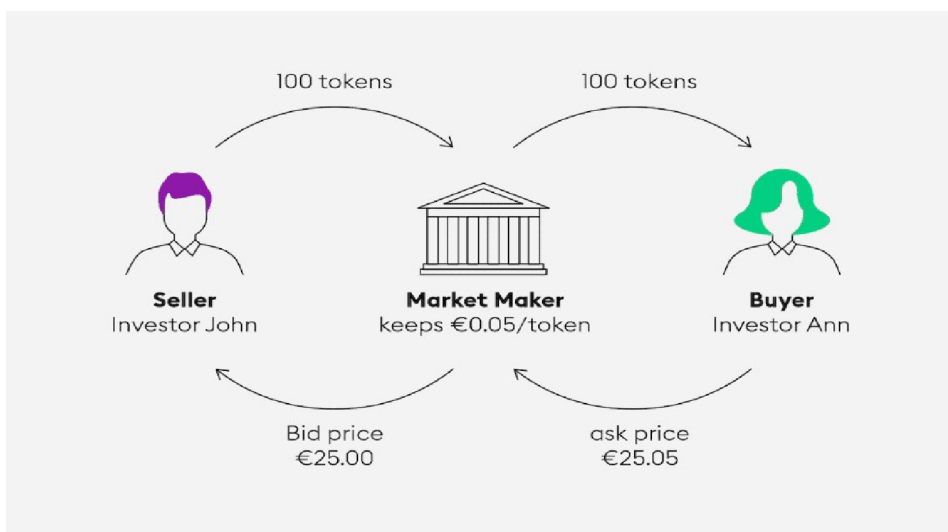 100 tokens
100 tokens
Seller
Investor John
Market Maker
keeps €0.05/token
Buyer
Investor Ann
Bid price
€25.00
ask price
€25.05